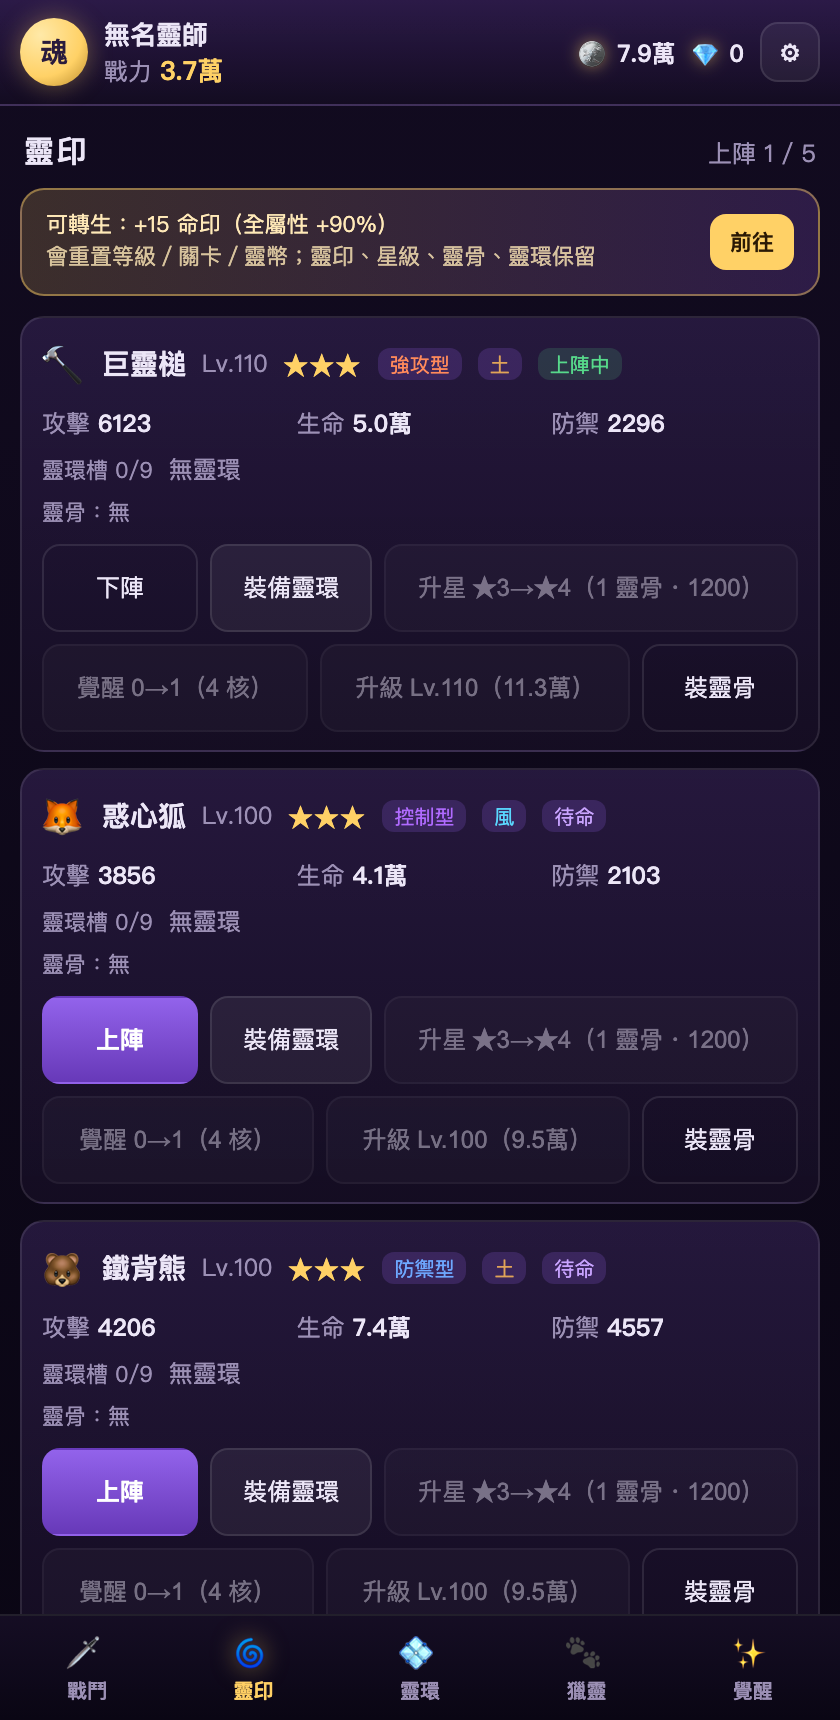 魂
無名靈師
戰力 3.7萬
7.9萬 0
靈印
上陣 1 / 5
可轉生：+15 命印（全屬性 +90%）
會重置等級 / 關卡 / 靈幣；靈印、星級、靈骨、靈環保留
前往
巨靈槌 Lv.110 ★★★ 強攻型 土 上陣中
攻擊 6123 生命 5.0萬 防禦 2296
靈環槽 0/9 無靈環
靈骨：無
下陣 裝備靈環 升星 ★3→★4（1 靈骨 · 1200）
覺醒 0→1（4 核） 升級 Lv.110（11.3萬） 裝靈骨
惑心狐 Lv.100 ★★★ 控制型 風 待命
攻擊 3856 生命 4.1萬 防禦 2103
靈環槽 0/9 無靈環
靈骨：無
上陣 裝備靈環 升星 ★3→★4（1 靈骨 · 1200）
覺醒 0→1（4 核） 升級 Lv.100（9.5萬） 裝靈骨
鐵背熊 Lv.100 ★★★ 防禦型 土 待命
攻擊 4206 生命 7.4萬 防禦 4557
靈環槽 0/9 無靈環
靈骨：無
上陣 裝備靈環 升星 ★3→★4（1 靈骨 · 1200）
覺醒 0→1（4 核） 升級 Lv.100（9.5萬） 裝靈骨
戰鬥 靈印 靈環 獵靈 覺醒